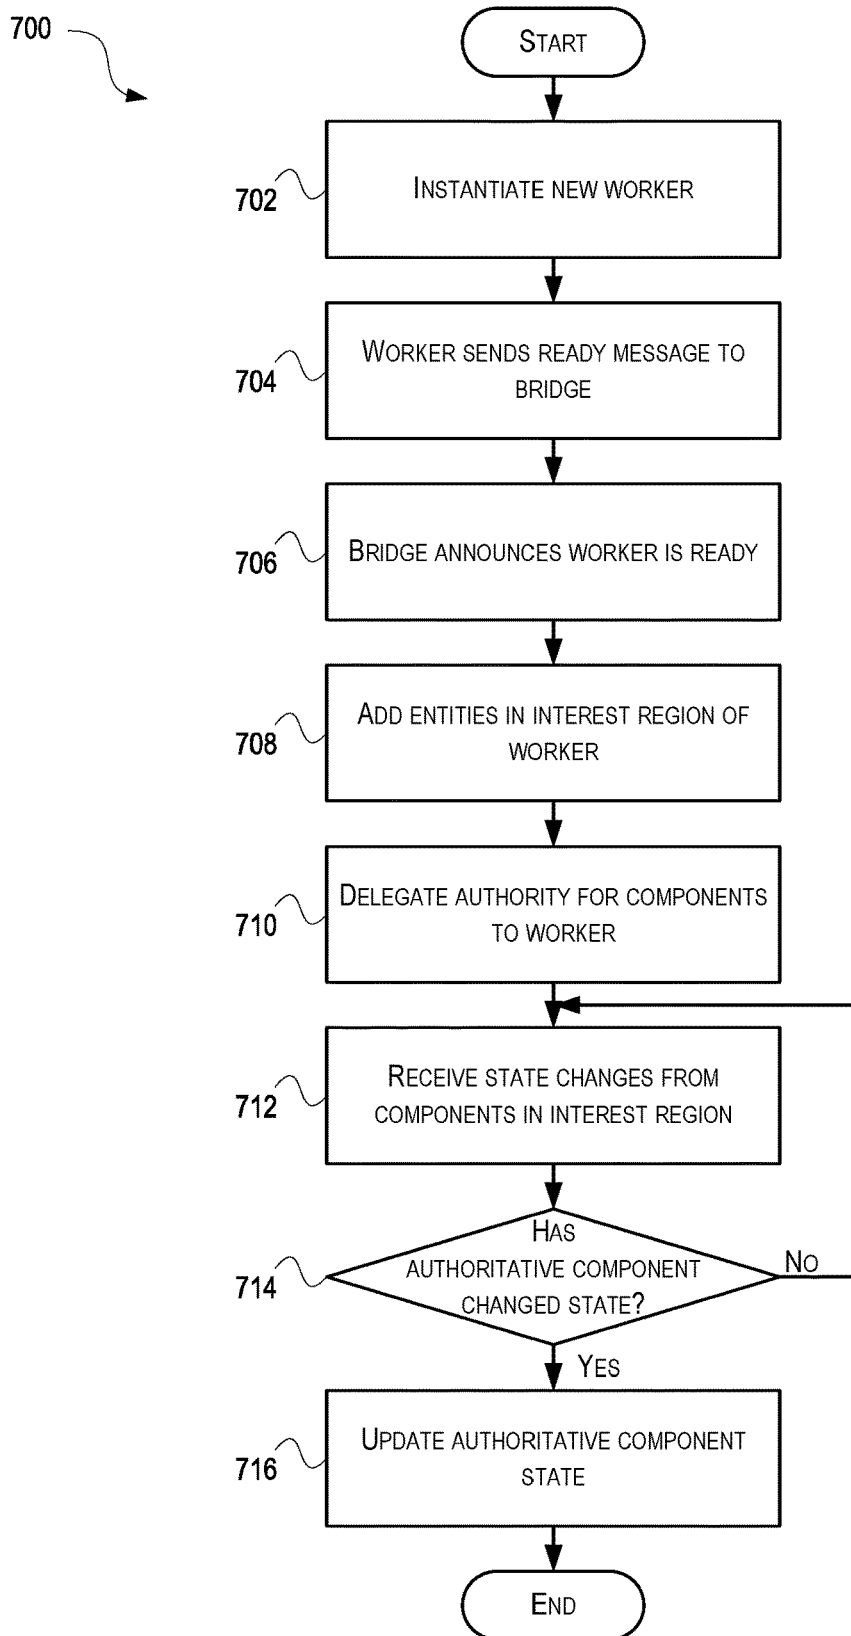 700
START
702
INSTANTIATE NEW WORKER
704
WORKER SENDS READY MESSAGE TO
BRIDGE
706
BRIDGE ANNOUNCES WORKER IS READY
708
ADD ENTITIES IN INTEREST REGION OF
WORKER
710
DELEGATE AUTHORITY FOR COMPONENTS
TO WORKER
712
RECEIVE STATE CHANGES FROM
COMPONENTS IN INTEREST REGION
714
HAS
AUTHORITATIVE COMPONENT
CHANGED STATE?
NO
YES
716
UPDATE AUTHORITATIVE COMPONENT
STATE
END